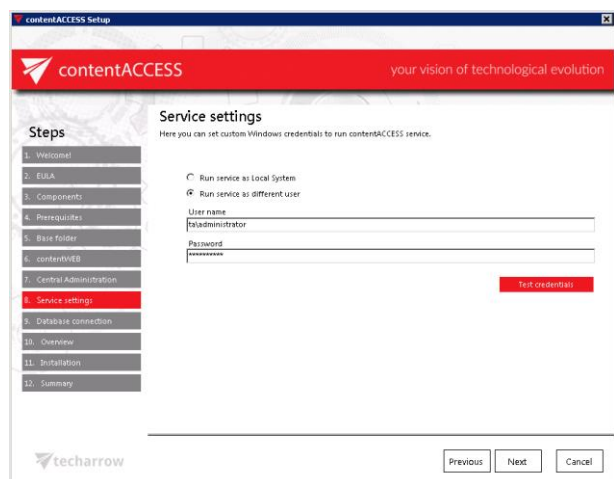 contentACCESS Setup
contentACCESS
your vision of technological evolution
Steps
1. Welcome!
2. EULA
3. Components
4. Prerequisites
5. Base folder
6. contentWEB
7. Central Administration
8. Service settings
9. Database connection
10. Overview
11. Installation
12. Summary
Service settings
Here you can set custom Windows credentials to run contentACCESS service.
Run service as Local System
Run service as different user
User name
ta\administrator
Password
**********
Test credentials
techarrow
Previous
Next
Cancel